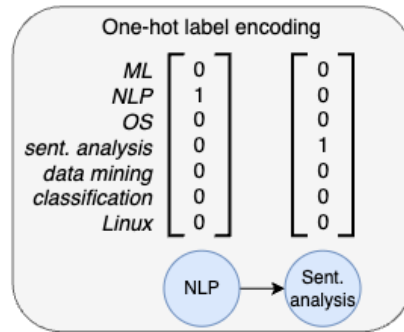 One-hot label encoding
ML 0 0
NLP 1 0
OS 0 0
sent. analysis 0 1
data mining 0 0
classification 0 0
Linux 0 0
NLP
Sent.
analysis